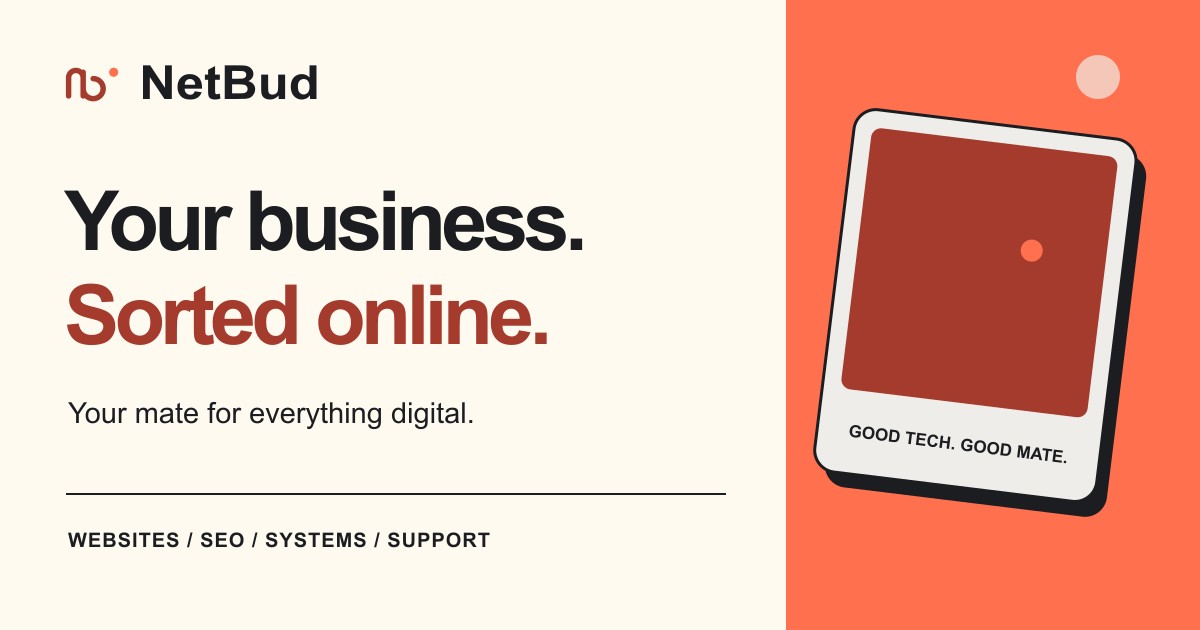 NetBud
Your business.
Sorted online.
Your mate for everything digital.
WEBSITES / SEO / SYSTEMS / SUPPORT
GOOD TECH. GOOD MATE.